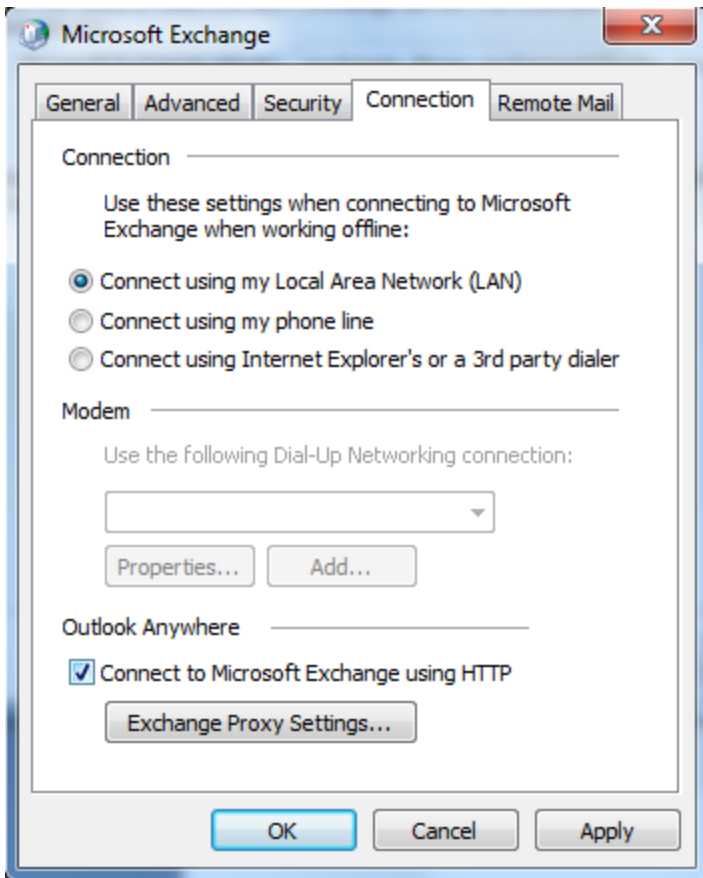 Microsoft Exchange
General Advanced Security Connection Remote Mail
Connection
Use these settings when connecting to Microsoft
Exchange when working offline:
Connect using my Local Area Network (LAN)
Connect using my phone line
Connect using Internet Explorer's or a 3rd party dialer
Modem
Use the following Dial-Up Networking connection:
Properties... Add...
Outlook Anywhere
Connect to Microsoft Exchange using HTTP
Exchange Proxy Settings...
OK Cancel Apply